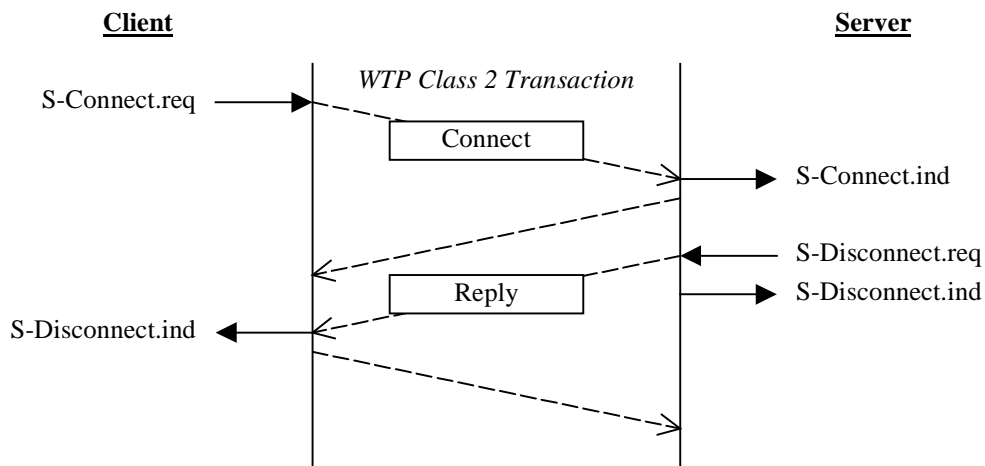 Client
Server
WTP Class 2 Transaction
S-Connect.req
Connect
S-Connect.ind
S-Disconnect.req
Reply
S-Disconnect.ind
S-Disconnect.ind